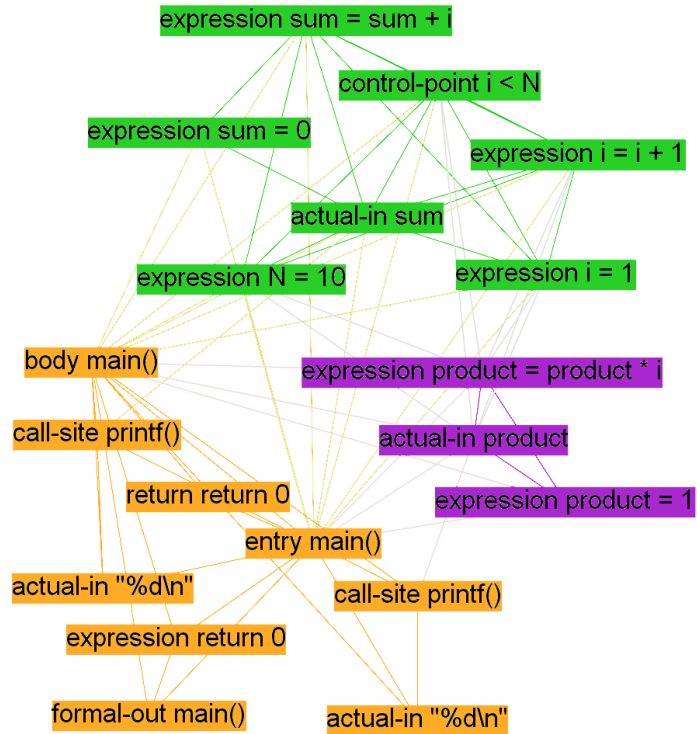 expression sum = sum + i
control-point i < N
expression sum = 0
expression i = i + 1
actual-in sum
expression N = 10
expression i = 1
body main()
expression product = product * i
call-site printf()
actual-in product
return return 0
expression product = 1
entry main()
actual-in "%d\n"
call-site printf()
expression return 0
formal-out main()
actual-in "%d\n"